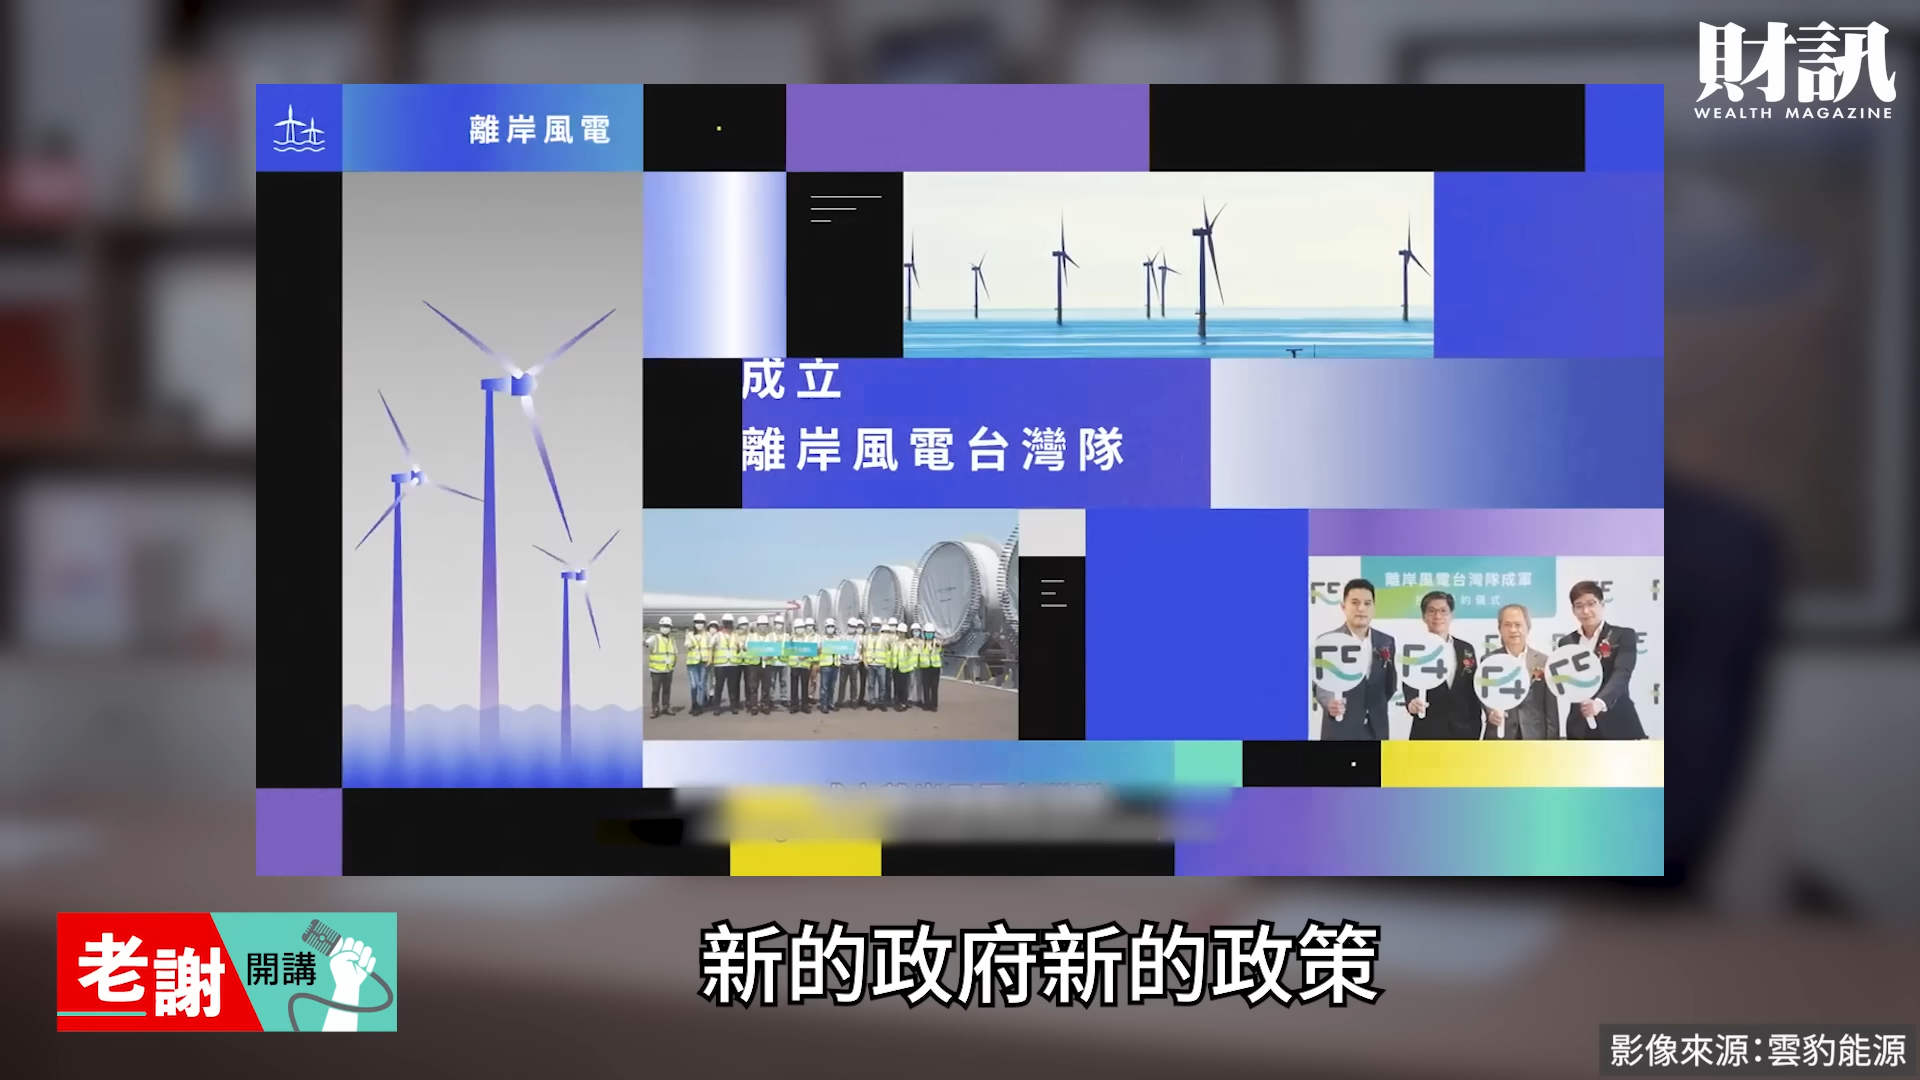 財訊
WEALTH MAGAZINE
離岸風電
成立
離岸風電台灣隊
離岸風電台灣隊成軍
老謝
開講
新的政府新的政策
影像來源:雲豹能源